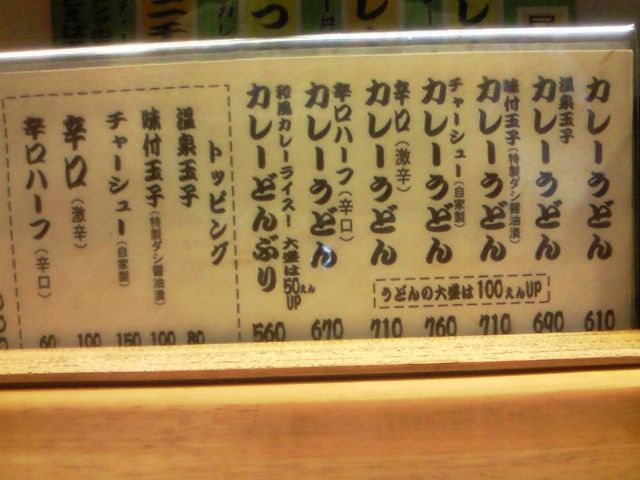 カレーうどん 610
温泉玉子
カレーうどん 690
味付玉子(特製ダシ醤油漬)
カレーうどん 710
チャーシュー(自家製)
カレーうどん 760
辛口(激辛)
カレーうどん 710
辛口ハーフ(辛口)
カレーうどん 670
うどんの大盛は100えんUP
和風カレーライス!大盛は50えんUP
カレーどんぶり 560
トッピング
温泉玉子 80
味付玉子(特製ダシ醤油漬) 100
チャーシュー(自家製) 150
辛口(激辛) 100
辛口ハーフ(辛口) 60